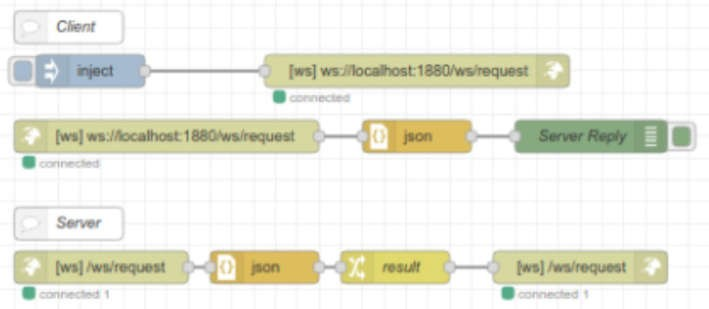 Client
inject
[ws] ws://localhost:1880/ws/request
connected
[ws] ws://localhost:1880/ws/request
json
Server Reply
connected
Server
[ws] /ws/request
json
result
[ws] /ws/request
connected 1
connected 1